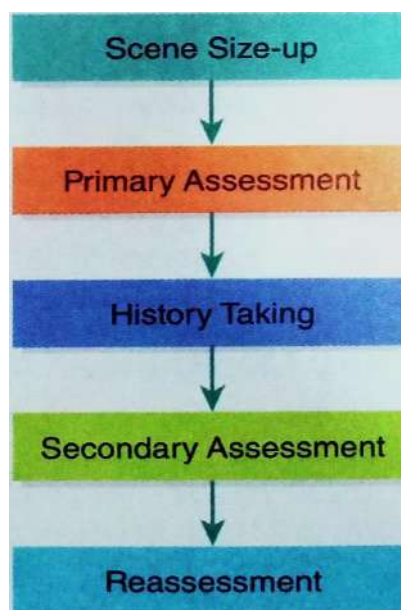 Scene Size-up
Primary Assessment
History Taking
Secondary Assessment
Reassessment